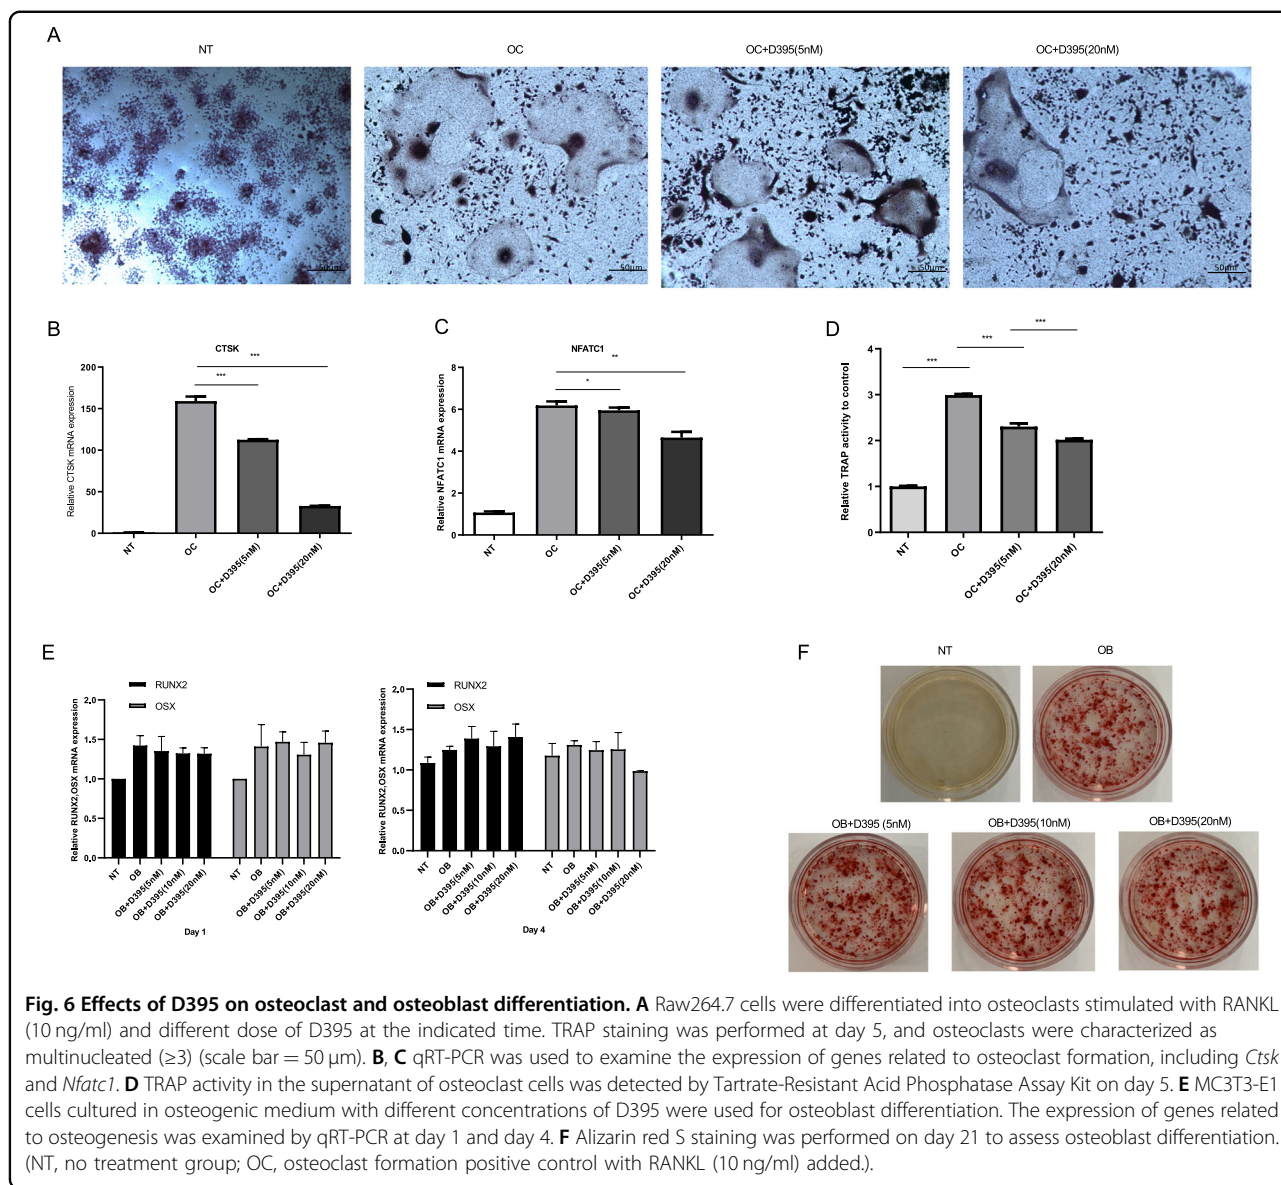 A
NT
OC
OC+D395(5nM)
OC+D395(20nM)
50μm
50μm
50μm
50μm
B
CTSK
Relative CTSK mRNA expression
200
150
100
50
0
***
***
NT
OC
OC+D395(5nM)
OC+D395(20nM)
C
NFATC1
Relative NFATC1 mRNA expression
8
6
4
2
0
**
*
NT
OC
OC+D395(5nM)
OC+D395(20nM)
D
Relative TRAP activity to control
4
3
2
1
0
***
***
***
NT
OC
OC+D395(5nM)
OC+D395(20nM)
E
RUNX2
OSX
Relative RUNX2,OSX mRNA expression
2.0
1.5
1.0
0.5
0.0
NT
OB
OB+D395(5nM)
OB+D395(10nM)
OB+D395(20nM)
NT
OB
OB+D395(5nM)
OB+D395(10nM)
OB+D395(20nM)
Day 1
RUNX2
OSX
Relative RUNX2,OSX mRNA expression
2.0
1.5
1.0
0.5
0.0
NT
OB
OB+D395(5nM)
OB+D395(10nM)
OB+D395(20nM)
NT
OB
OB+D395(5nM)
OB+D395(10nM)
OB+D395(20nM)
Day 4
F
NT
OB
OB+D395 (5nM)
OB+D395(10nM)
OB+D395(20nM)
Fig. 6 Effects of D395 on osteoclast and osteoblast differentiation. A Raw264.7 cells were differentiated into osteoclasts stimulated with RANKL
(10 ng/ml) and different dose of D395 at the indicated time. TRAP staining was performed at day 5, and osteoclasts were characterized as
multinucleated (≥3) (scale bar = 50 μm). B, C qRT-PCR was used to examine the expression of genes related to osteoclast formation, including Ctsk
and Nfatc1. D TRAP activity in the supernatant of osteoclast cells was detected by Tartrate-Resistant Acid Phosphatase Assay Kit on day 5. E MC3T3-E1
cells cultured in osteogenic medium with different concentrations of D395 were used for osteoblast differentiation. The expression of genes related
to osteogenesis was examined by qRT-PCR at day 1 and day 4. F Alizarin red S staining was performed on day 21 to assess osteoblast differentiation.
(NT, no treatment group; OC, osteoclast formation positive control with RANKL (10 ng/ml) added.).